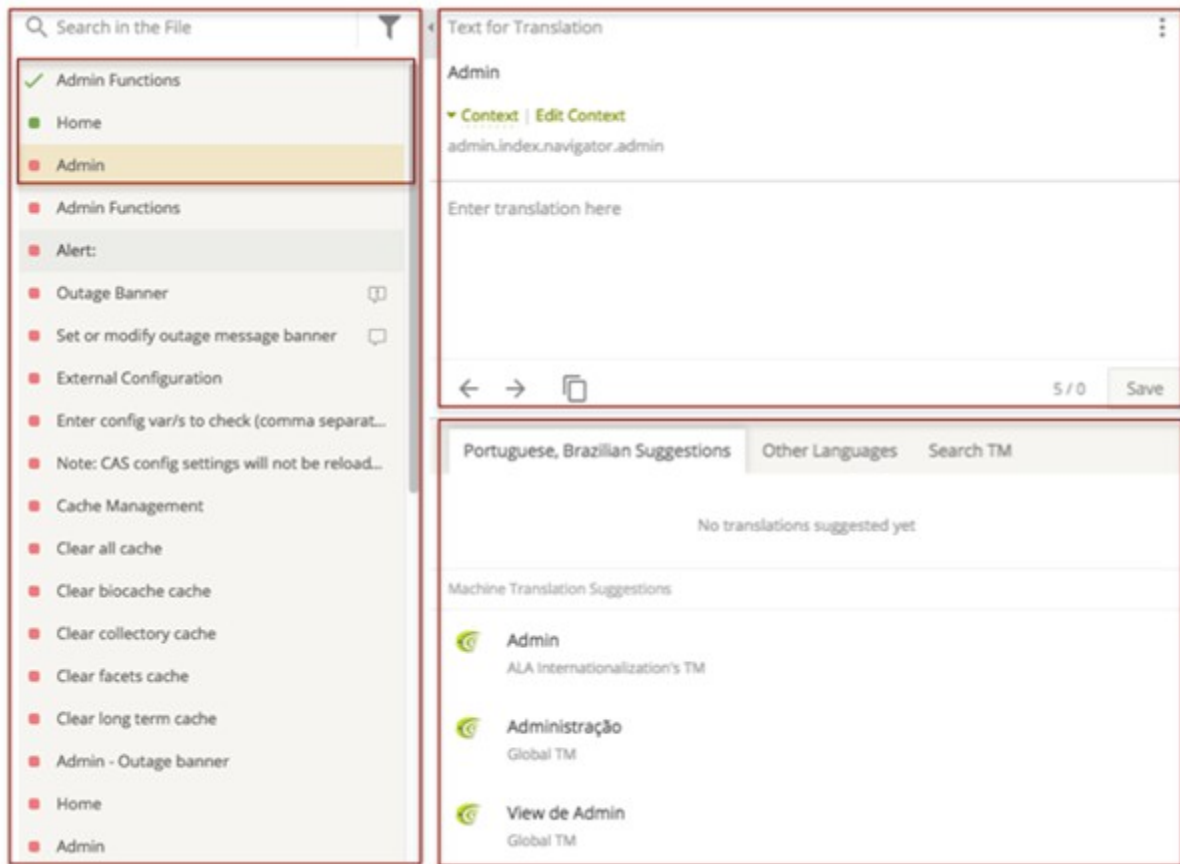 Search in the File
Admin Functions
Home
Admin
Admin Functions
Alert:
Outage Banner
Set or modify outage message banner
External Configuration
Enter config var/s to check (comma separat...
Note: CAS config settings will not be reload...
Cache Management
Clear all cache
Clear biocache cache
Clear collectory cache
Clear facets cache
Clear long term cache
Admin - Outage banner
Home
Admin
Text for Translation
Admin
Context | Edit Context
admin.index.navigator.admin
Enter translation here
5 / 0 Save
Portuguese, Brazilian Suggestions Other Languages Search TM
No translations suggested yet
Machine Translation Suggestions
Admin
ALA Internationalization's TM
Administração
Global TM
View de Admin
Global TM